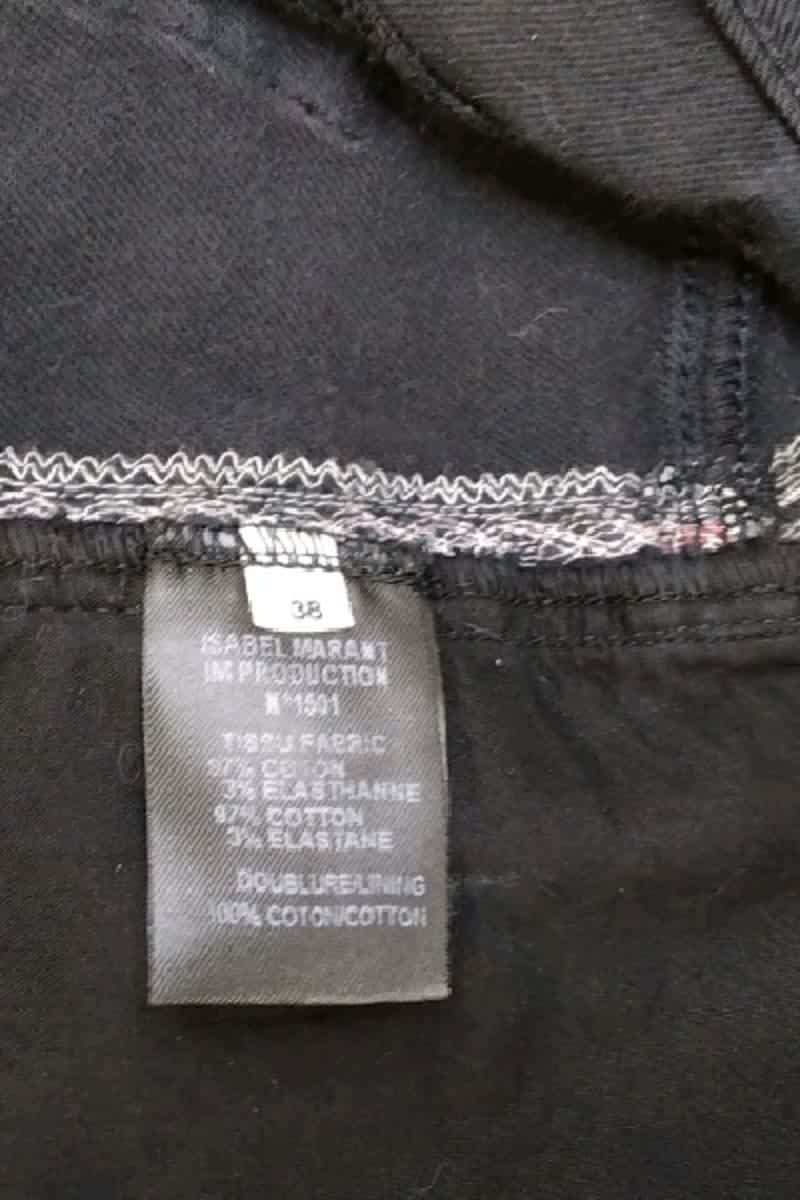 38
ISABEL MARANT
IM PRODUCTION
N°1501
TISSU FABRIC
97% COTON
3% ELASTHANNE
97% COTTON
3% ELASTANE
DOUBLURE/LINING
100% COTON/COTTON